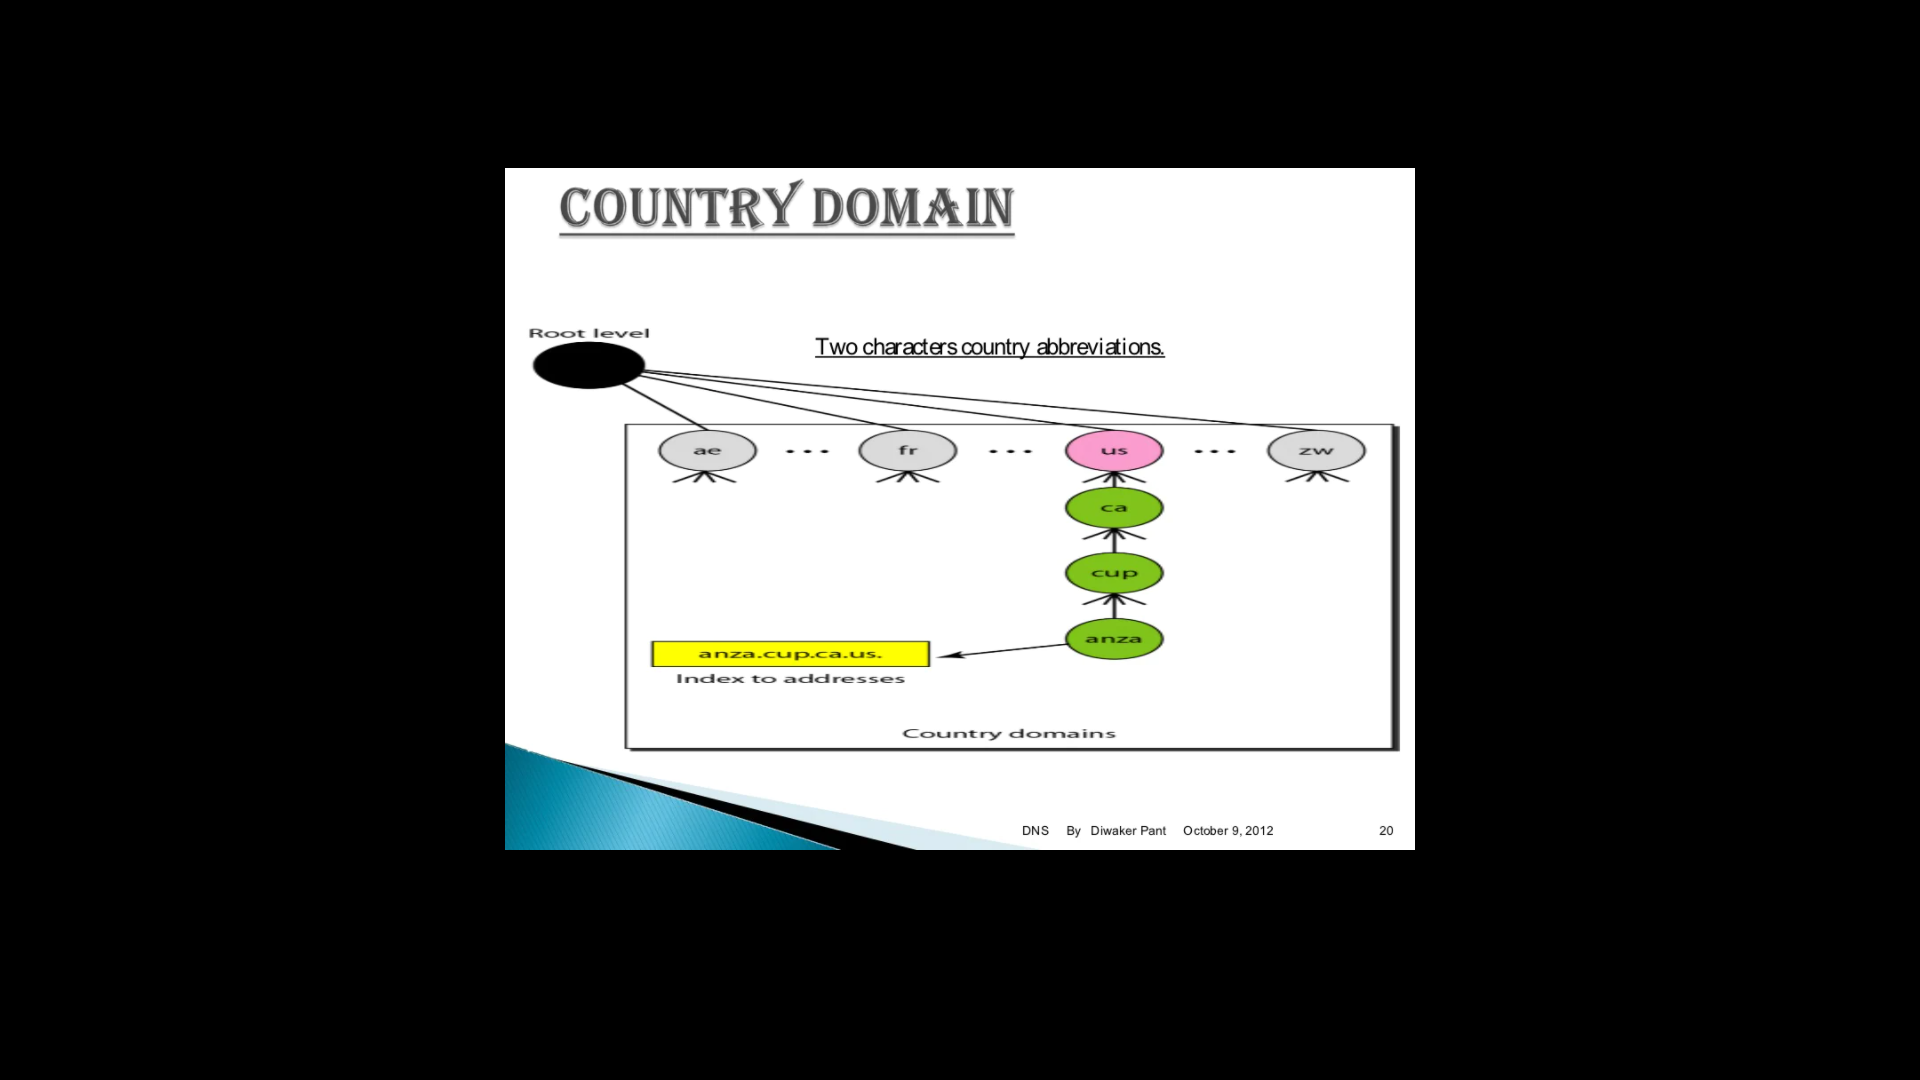 COUNTRY DOMAIN
Root level
Two characters country abbreviations.
ae ... fr ... us ... zw
ca
cup
anza
anza.cup.ca.us.
Index to addresses
Country domains
DNS By Diwaker Pant October 9, 2012 20